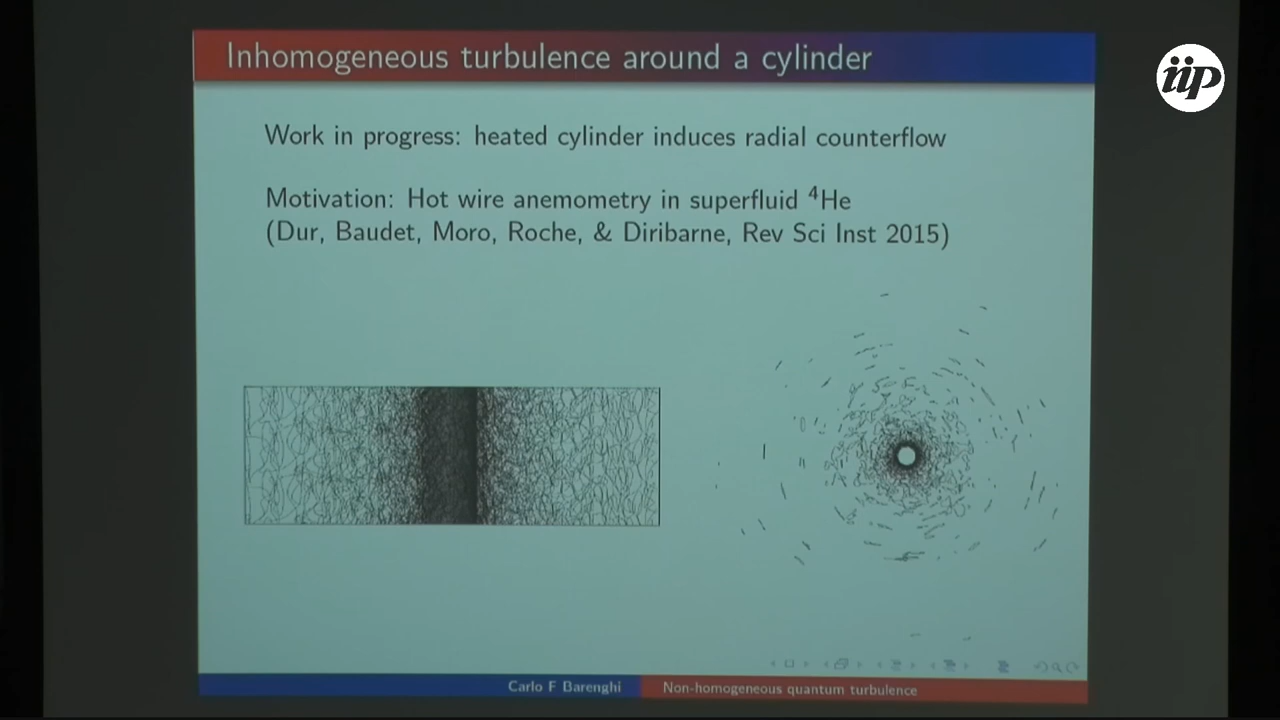 Inhomogeneous turbulence around a cylinder
iip
Work in progress: heated cylinder induces radial counterflow
Motivation: Hot wire anemometry in superfluid ⁴He
(Dur, Baudet, Moro, Roche, & Diribarne, Rev Sci Inst 2015)
Carlo F Barenghi
Non-homogeneous quantum turbulence